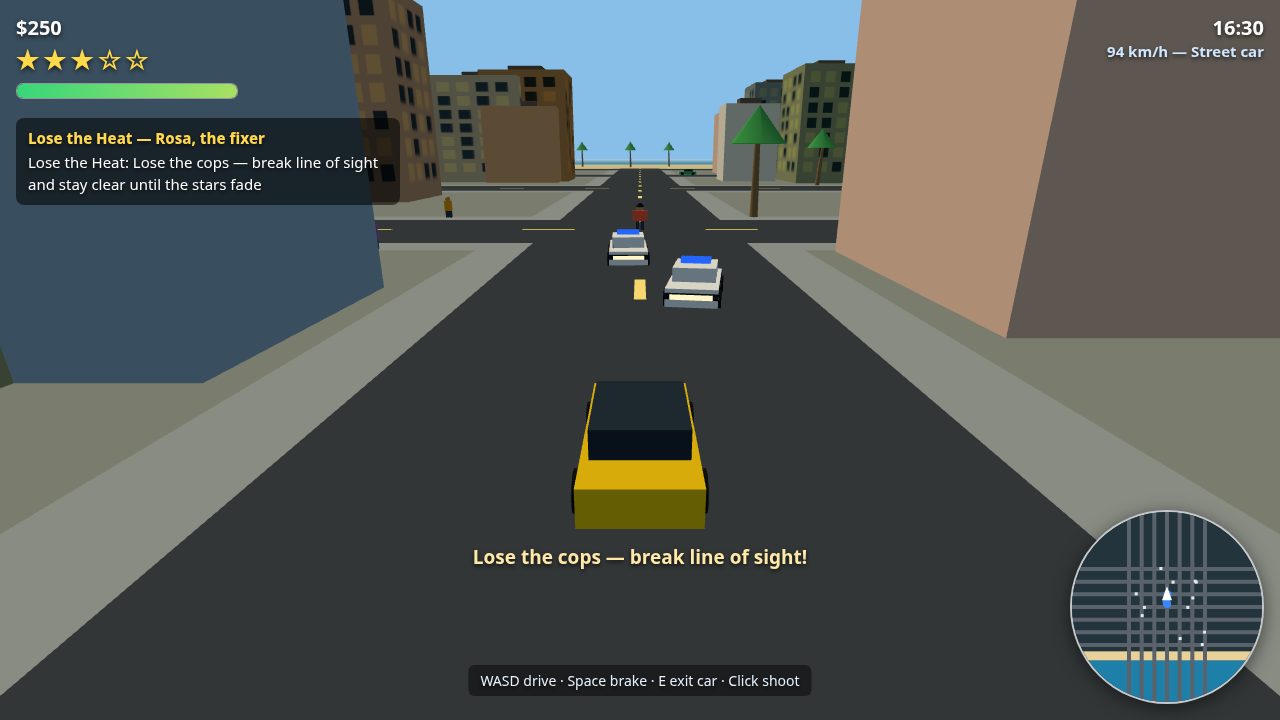 $250
16:30
94 km/h — Street car
Lose the Heat — Rosa, the fixer
Lose the Heat: Lose the cops — break line of sight
and stay clear until the stars fade
Lose the cops — break line of sight!
WASD drive · Space brake · E exit car · Click shoot